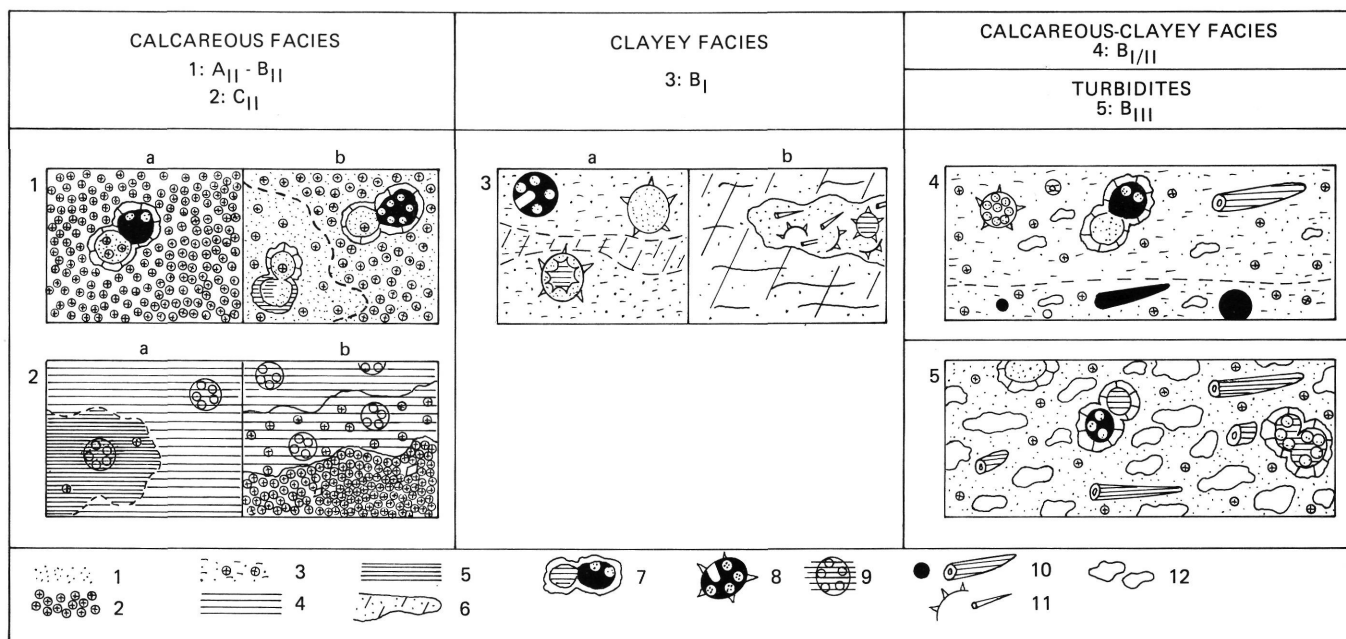 CALCAREOUS FACIES
1: A_II - B_II
2: C_II
CLAYEY FACIES
3: B_I
CALCAREOUS-CLAYEY FACIES
4: B_I/II
TURBIDITES
5: B_III
a b
1
a b
2
a b
3
4
5
1 3 5 7 8 9 10 12
2 4 6 11